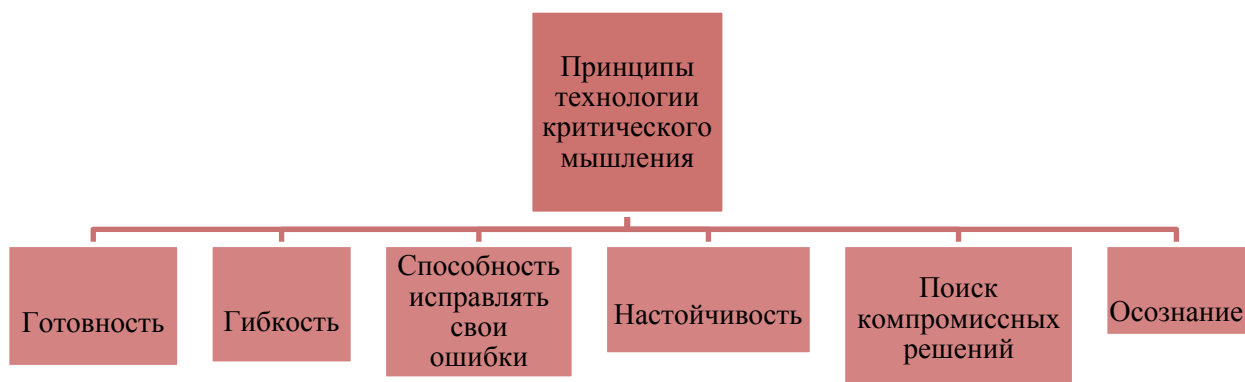 Принципы
технологии
критического
мышления
Готовность
Гибкость
Способность
исправлять
свои
ошибки
Настойчивость
Поиск
компромиссных
решений
Осознание